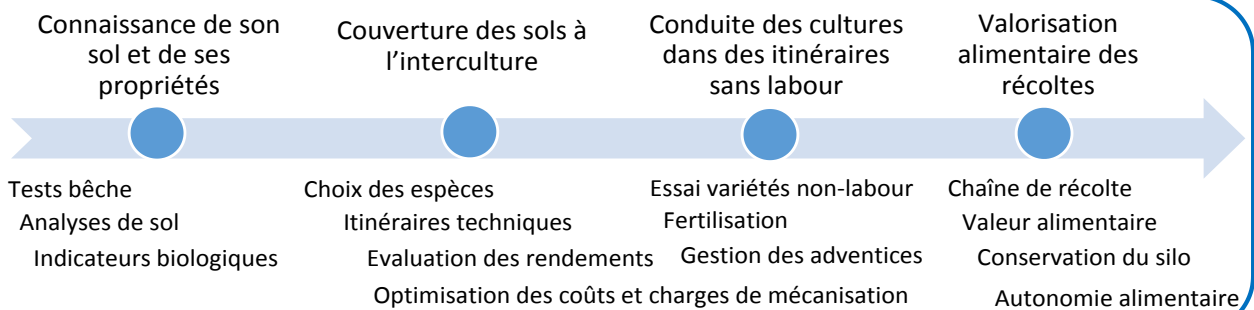 Connaissance de son
sol et de ses
propriétés
Couverture des sols à
l'interculture
Conduite des cultures
dans des itinéraires
sans labour
Valorisation
alimentaire des
récoltes
Tests bêche
Analyses de sol
Indicateurs biologiques
Choix des espèces
Itinéraires techniques
Evaluation des rendements
Optimisation des coûts et charges de mécanisation
Essai variétés non-labour
Fertilisation
Gestion des adventices
Chaîne de récolte
Valeur alimentaire
Conservation du silo
Autonomie alimentaire